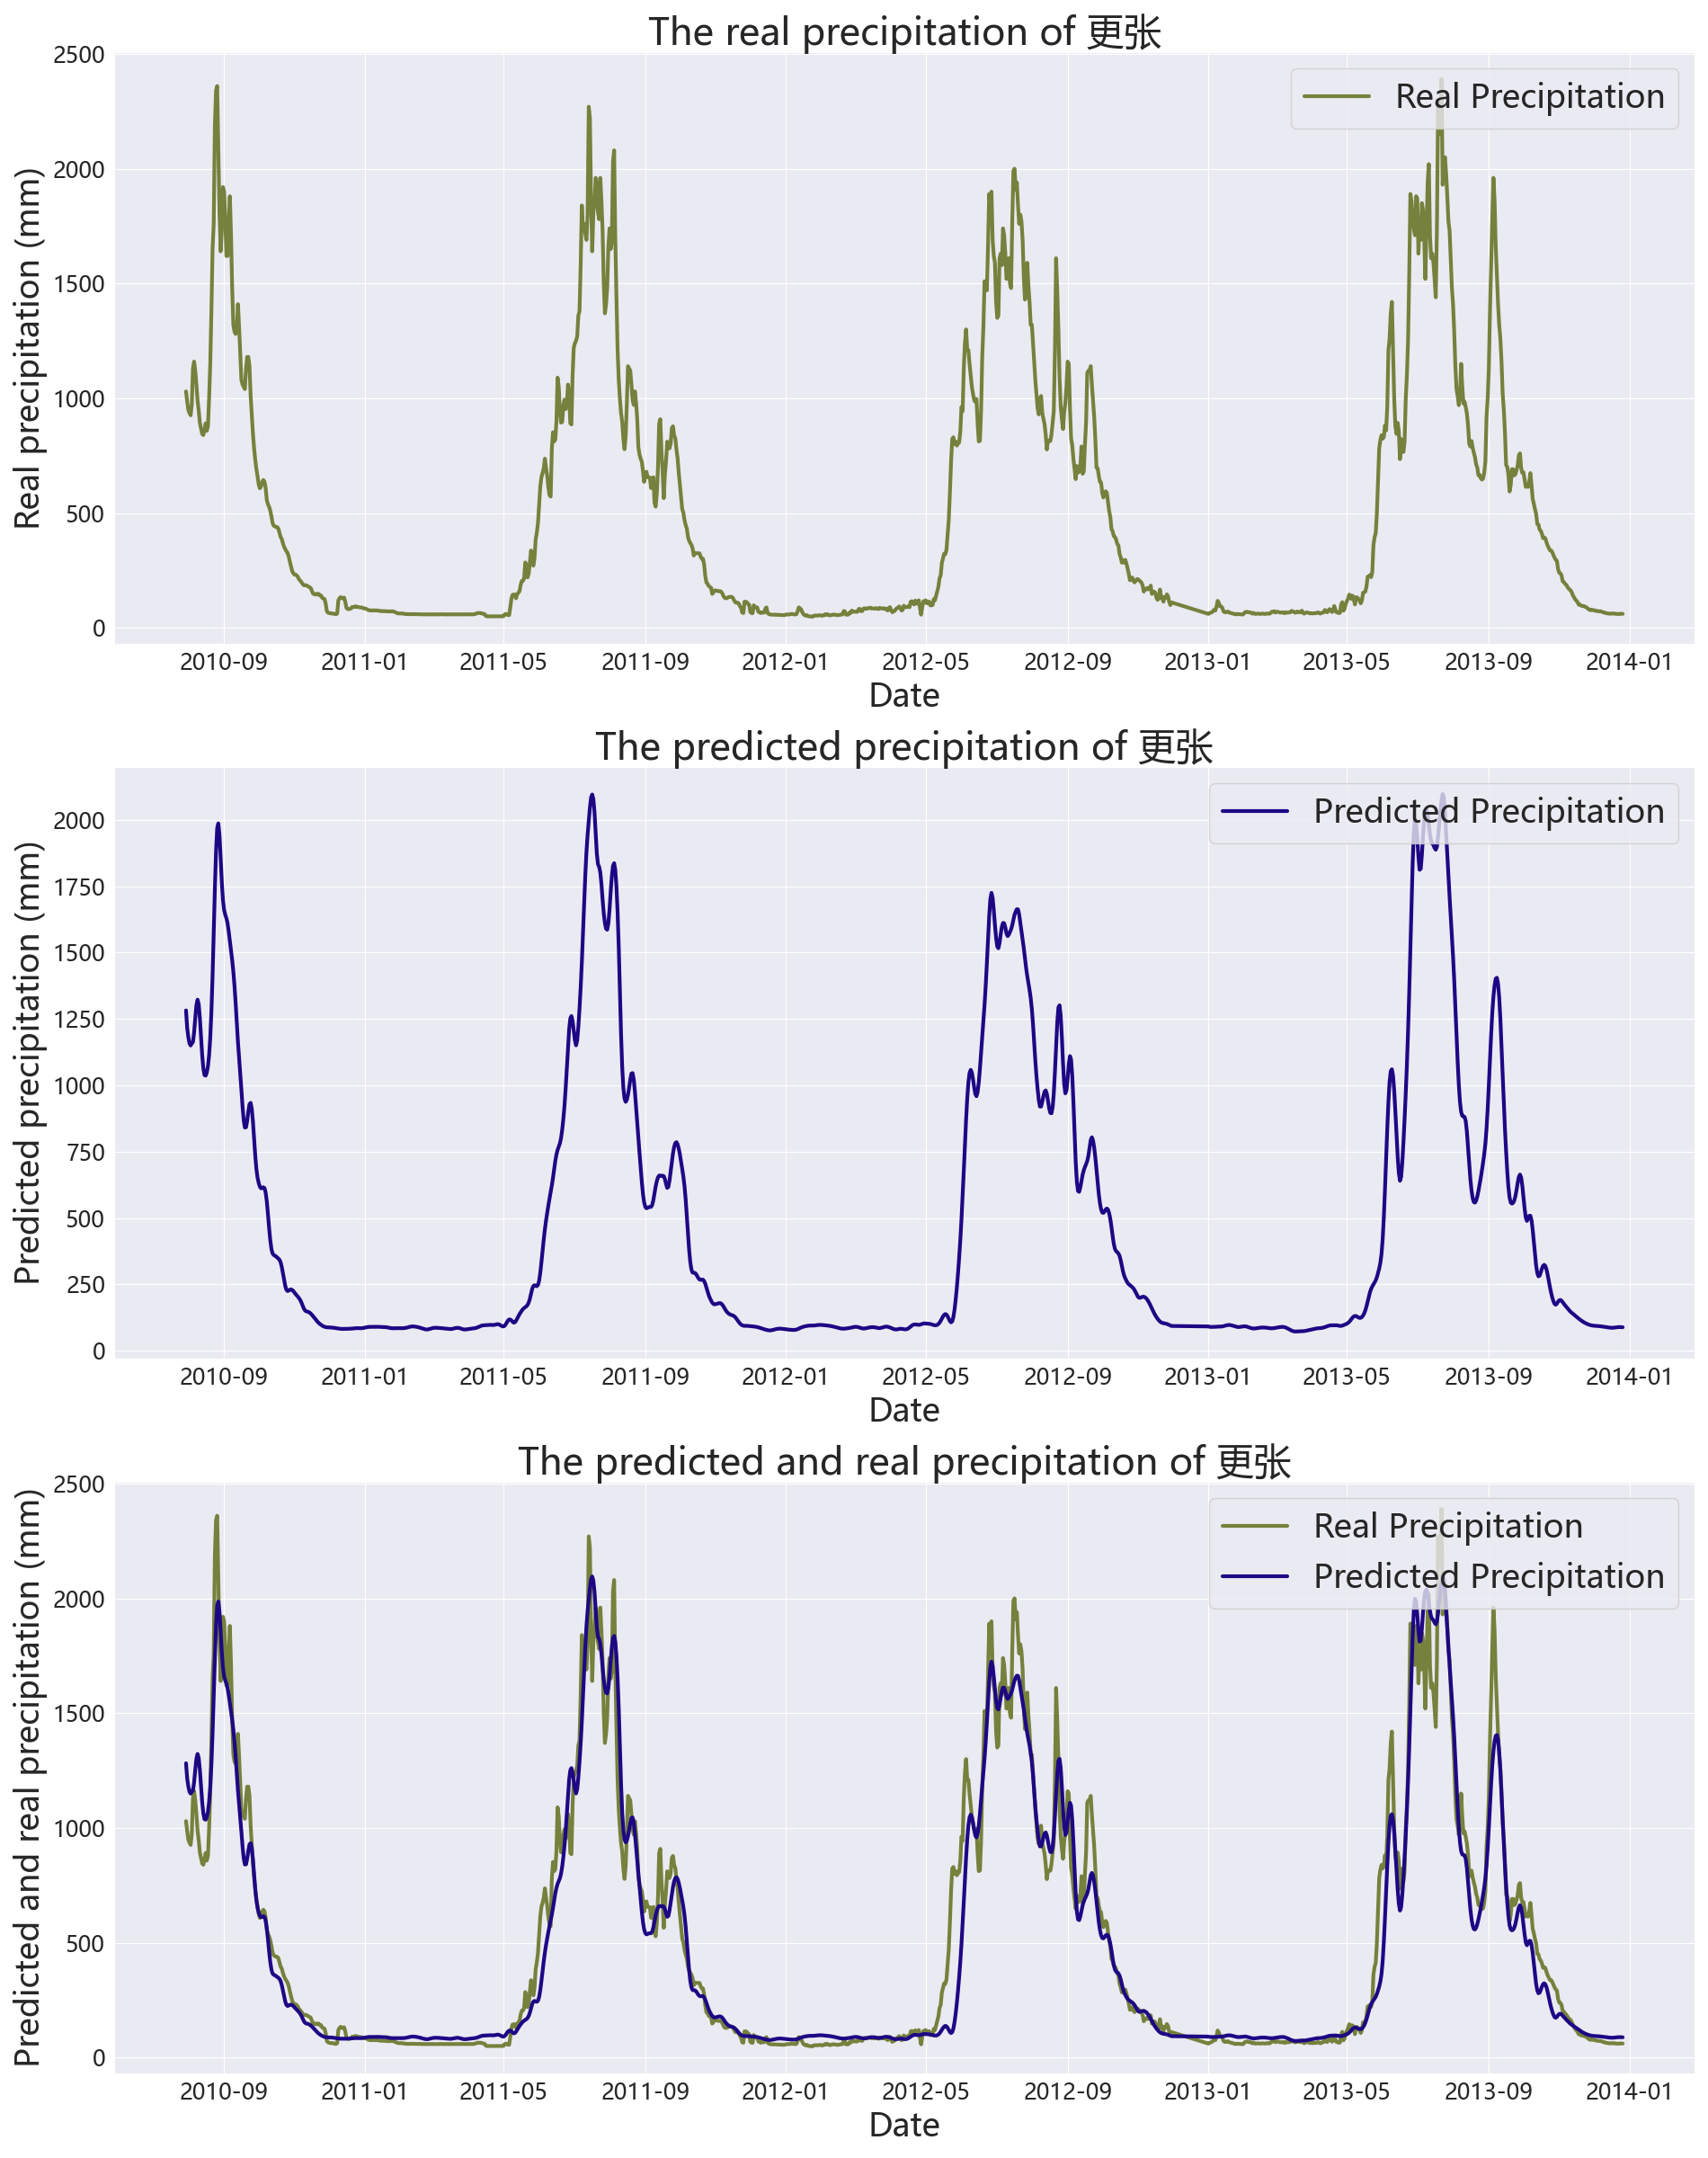 The real precipitation of 更张
Real precipitation (mm)
2500
2000
1500
1000
500
0
Real Precipitation
2010-09 2011-01 2011-05 2011-09 2012-01 2012-05 2012-09 2013-01 2013-05 2013-09 2014-01
Date
The predicted precipitation of 更张
Predicted precipitation (mm)
2000
1750
1500
1250
1000
750
500
250
0
Predicted Precipitation
2010-09 2011-01 2011-05 2011-09 2012-01 2012-05 2012-09 2013-01 2013-05 2013-09 2014-01
Date
The predicted and real precipitation of 更张
Predicted and real precipitation (mm)
2500
2000
1500
1000
500
0
Real Precipitation
Predicted Precipitation
2010-09 2011-01 2011-05 2011-09 2012-01 2012-05 2012-09 2013-01 2013-05 2013-09 2014-01
Date